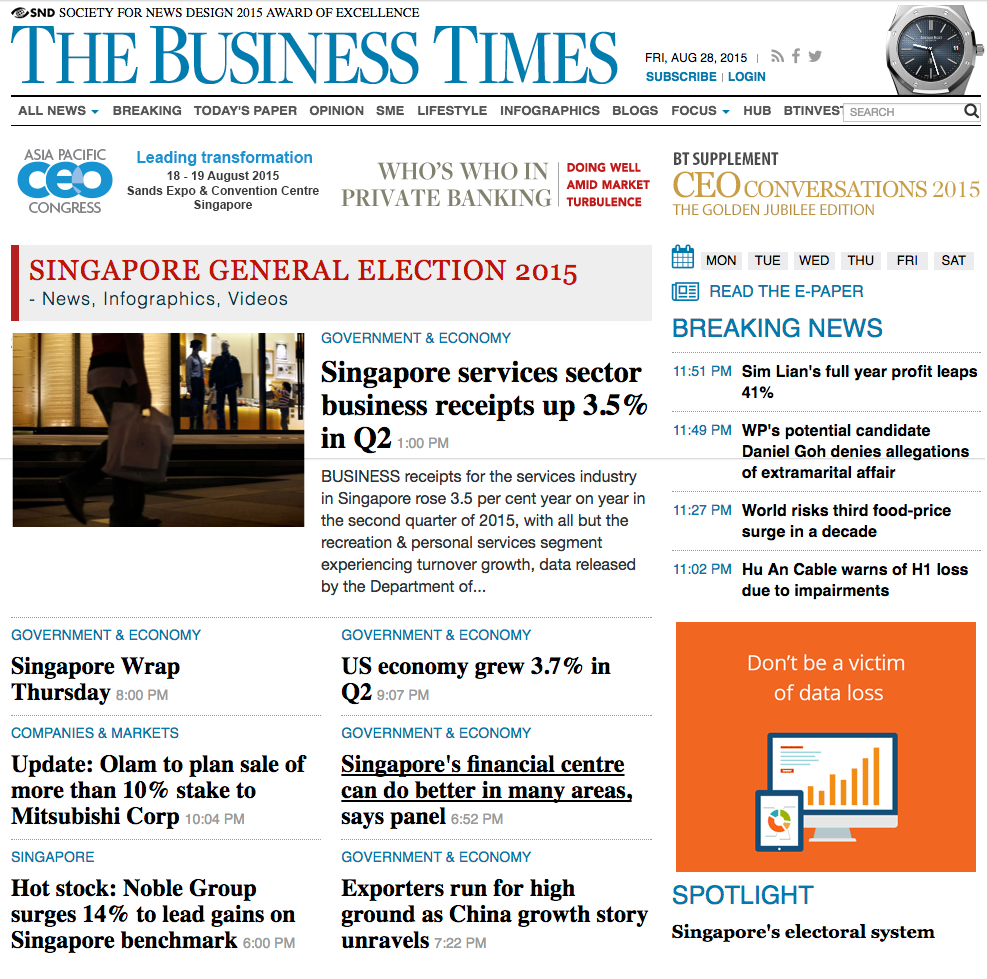 SND SOCIETY FOR NEWS DESIGN 2015 AWARD OF EXCELLENCE
THE BUSINESS TIMES
FRI, AUG 28, 2015 |
SUBSCRIBE | LOGIN
ALL NEWS BREAKING TODAY'S PAPER OPINION SME LIFESTYLE INFOGRAPHICS BLOGS FOCUS HUB BTINVEST SEARCH
ASIA PACIFIC
ceo
CONGRESS
Leading transformation
18 - 19 August 2015
Sands Expo & Convention Centre
Singapore
WHO'S WHO IN
PRIVATE BANKING
DOING WELL
AMID MARKET
TURBULENCE
BT SUPPLEMENT
CEO CONVERSATIONS 2015
THE GOLDEN JUBILEE EDITION
SINGAPORE GENERAL ELECTION 2015
- News, Infographics, Videos
GOVERNMENT & ECONOMY
Singapore services sector
business receipts up 3.5%
in Q2 1:00 PM
BUSINESS receipts for the services industry
in Singapore rose 3.5 per cent year on year in
the second quarter of 2015, with all but the
recreation & personal services segment
experiencing turnover growth, data released
by the Department of...
GOVERNMENT & ECONOMY
Singapore Wrap
Thursday 8:00 PM
GOVERNMENT & ECONOMY
US economy grew 3.7% in
Q2 9:07 PM
COMPANIES & MARKETS
Update: Olam to plan sale of
more than 10% stake to
Mitsubishi Corp 10:04 PM
GOVERNMENT & ECONOMY
Singapore's financial centre
can do better in many areas,
says panel 6:52 PM
SINGAPORE
Hot stock: Noble Group
surges 14% to lead gains on
Singapore benchmark 6:00 PM
GOVERNMENT & ECONOMY
Exporters run for high
ground as China growth story
unravels 7:22 PM
MON TUE WED THU FRI SAT
READ THE E-PAPER
BREAKING NEWS
11:51 PM Sim Lian's full year profit leaps
41%
11:49 PM WP's potential candidate
Daniel Goh denies allegations
of extramarital affair
11:27 PM World risks third food-price
surge in a decade
11:02 PM Hu An Cable warns of H1 loss
due to impairments
Don't be a victim
of data loss
SPOTLIGHT
Singapore's electoral system